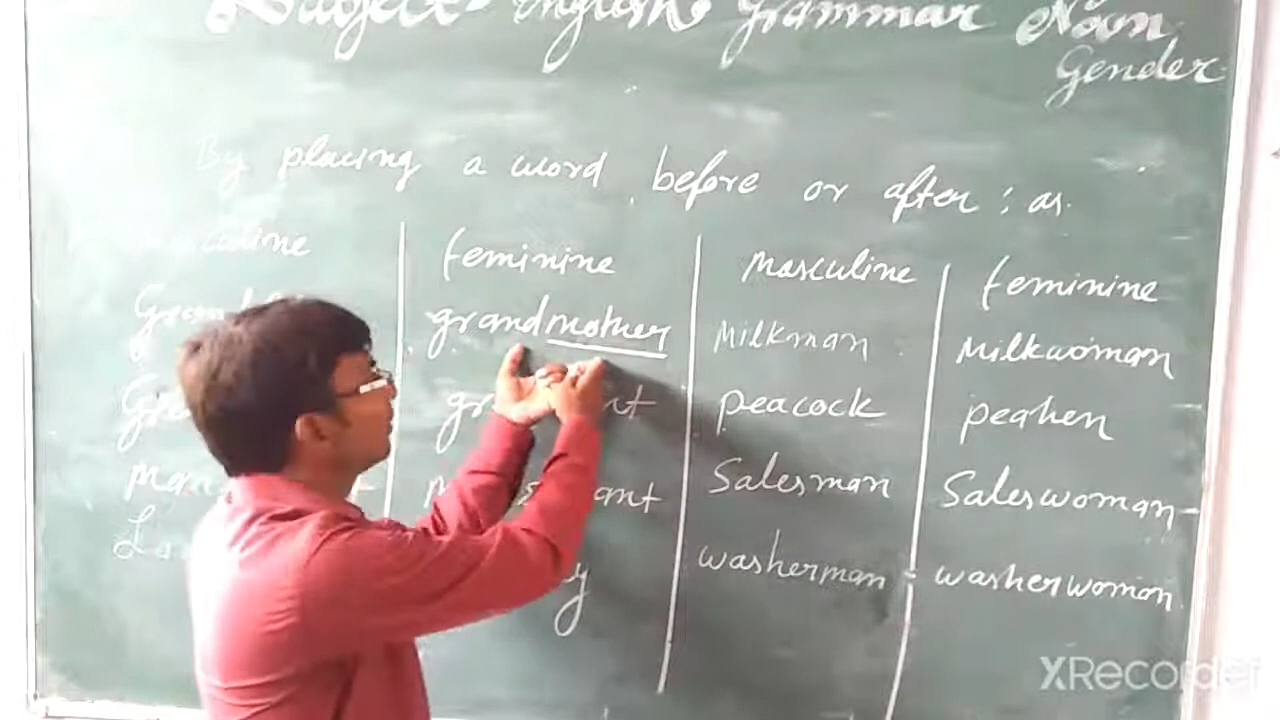 Subject - English Grammar Noun
Gender
By placing a word before or after ; as.
feminine masculine feminine
grandmother Milkman Milkwoman
peacock peahen
Salesman Saleswoman
washerman washerwoman
XRecorder